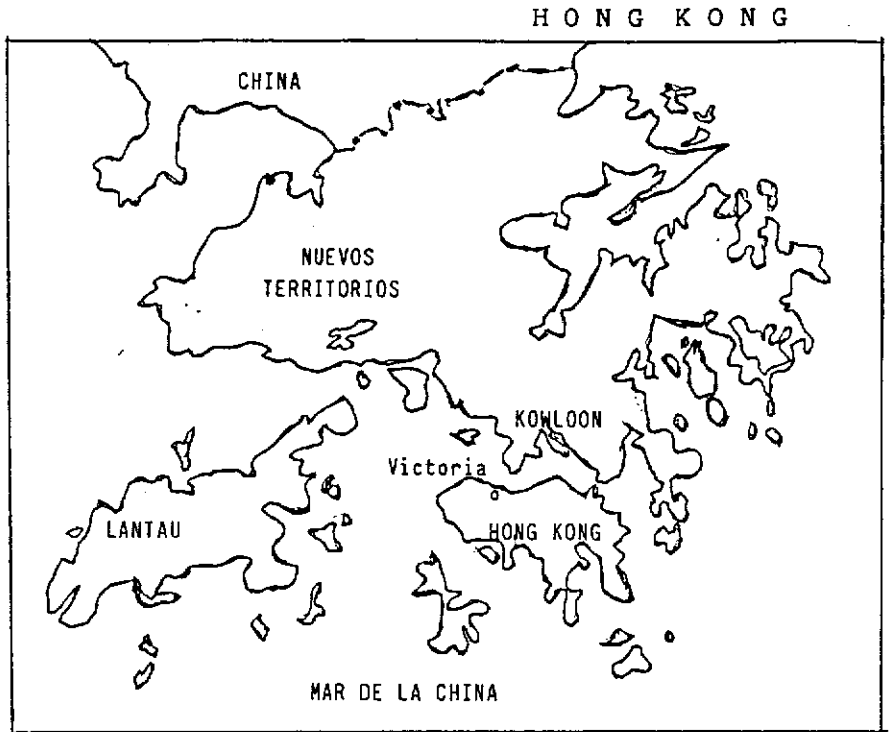 HONG KONG
CHINA
NUEVOS
TERRITORIOS
KOWLOON
Victoria
LANTAU
HONG KONG
MAR DE LA CHINA